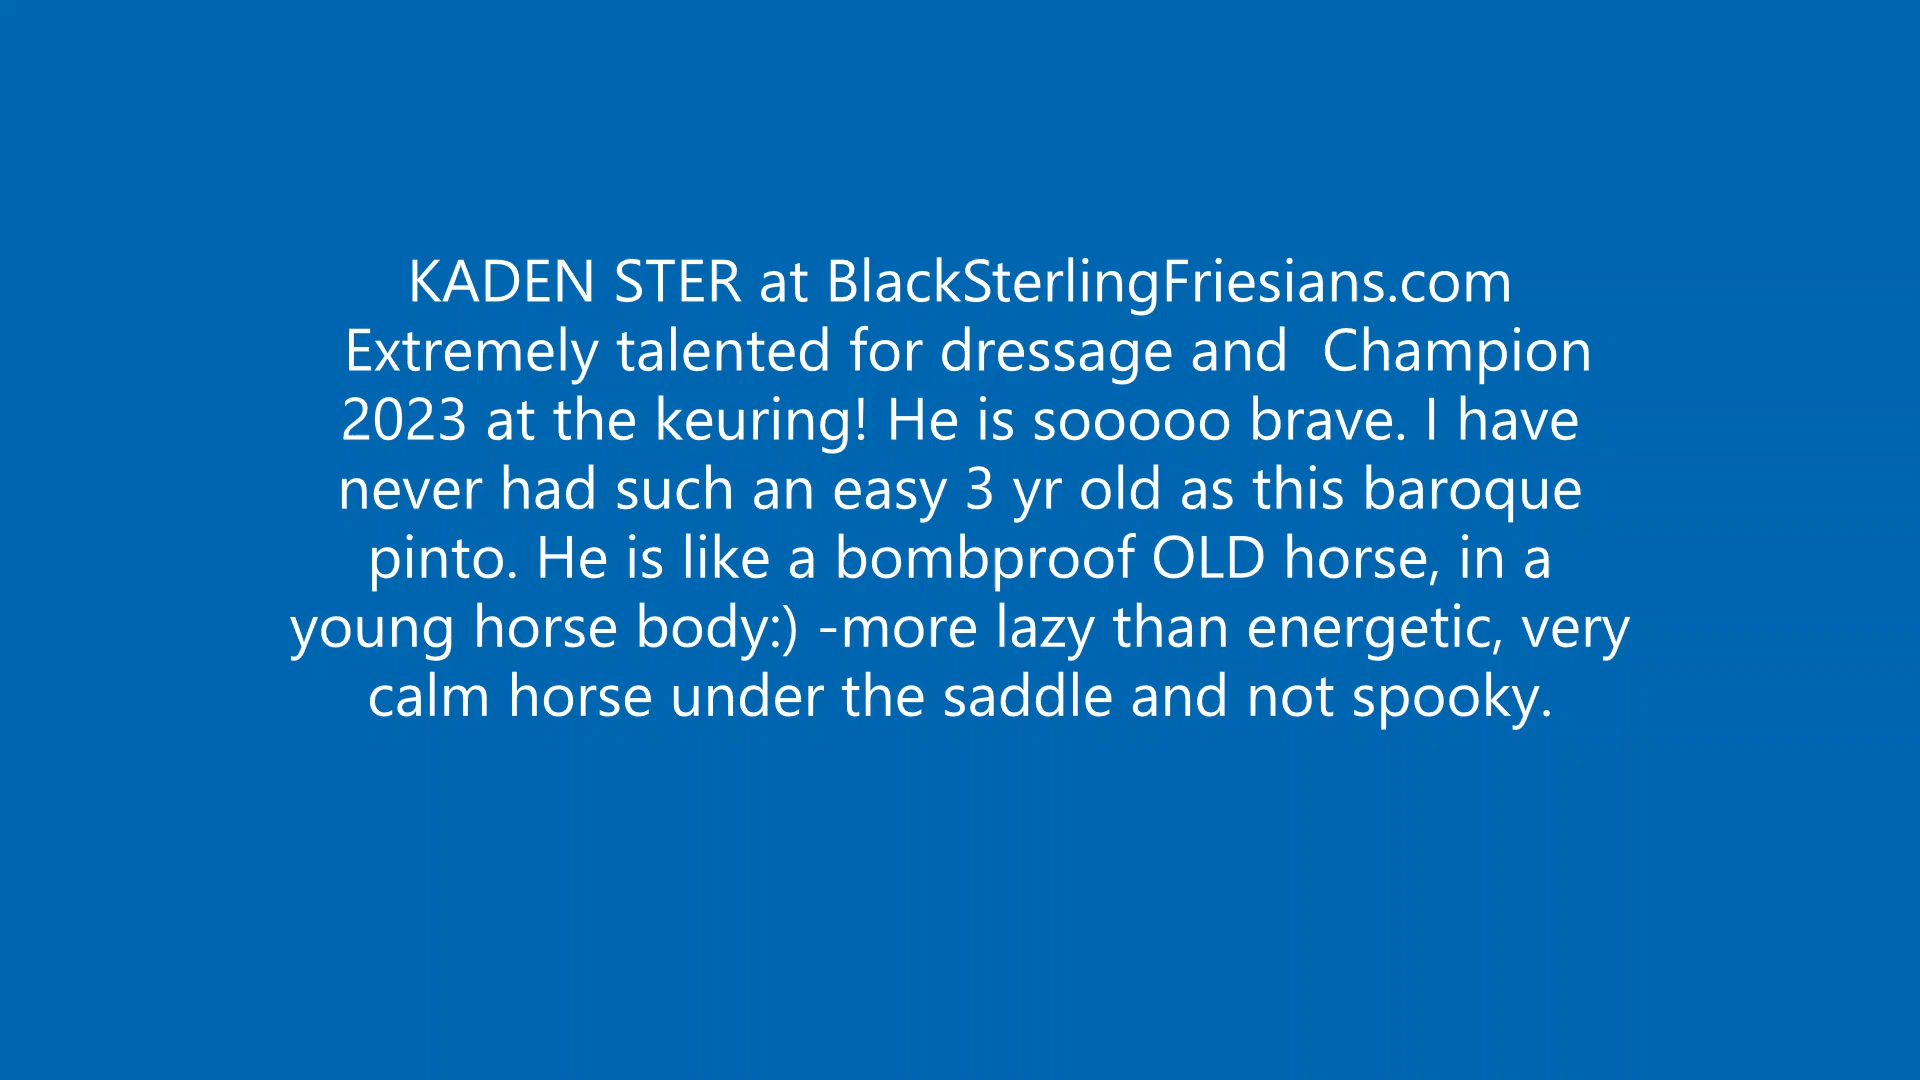 KADEN STER at BlackSterlingFriesians.com
Extremely talented for dressage and  Champion
2023 at the keuring! He is sooooo brave. I have
never had such an easy 3 yr old as this baroque
pinto. He is like a bombproof OLD horse, in a
young horse body:) -more lazy than energetic, very
calm horse under the saddle and not spooky.